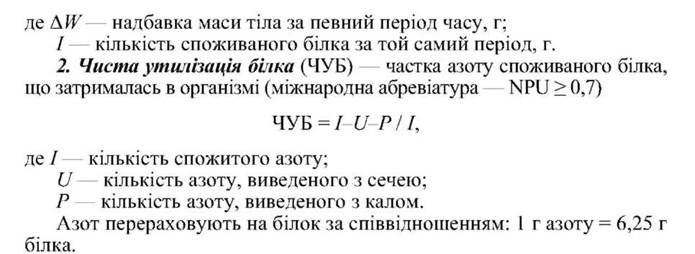 де ΔW — надбавка маси тіла за певний період часу, г;
I — кількість споживаного білка за той самий період, г.
2. Чиста утилізація білка (ЧУБ) — частка азоту споживаного білка,
що затрималась в організмі (міжнародна абревіатура — NPU ≥ 0,7)
ЧУБ = I–U–P / I,
де I — кількість спожитого азоту;
U — кількість азоту, виведеного з сечею;
P — кількість азоту, виведеного з калом.
Азот перераховують на білок за співвідношенням: 1 г азоту = 6,25 г
білка.